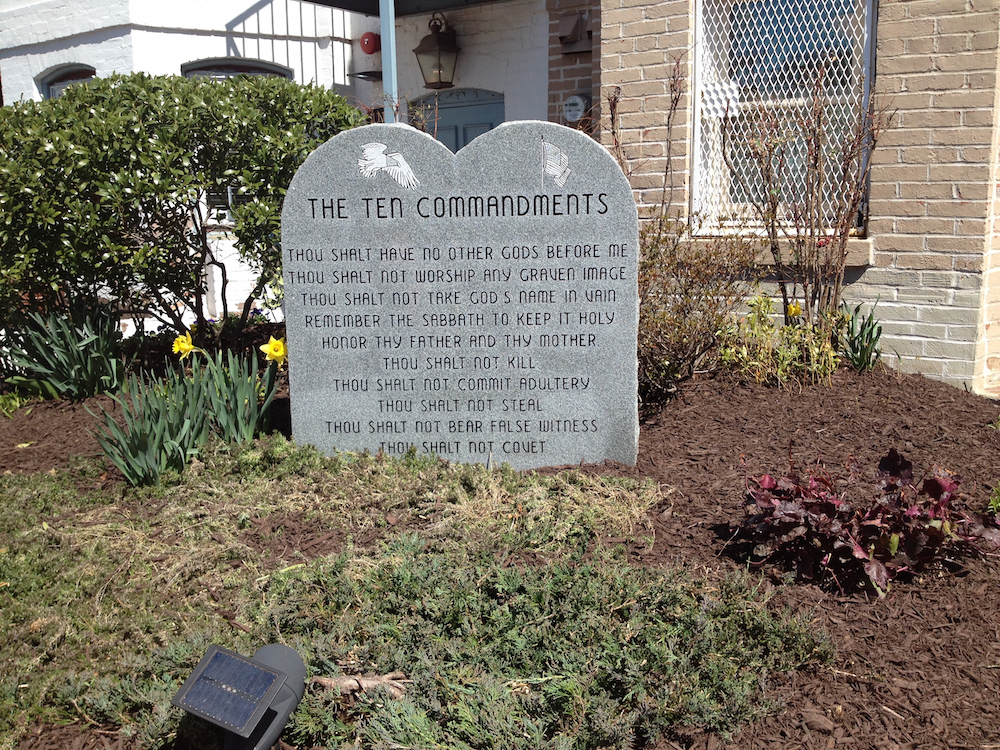 THE TEN COMMANDMENTS
THOU SHALT HAVE NO OTHER GODS BEFORE ME
THOU SHALT NOT WORSHIP ANY GRAVEN IMAGE
THOU SHALT NOT TAKE GOD'S NAME IN VAIN
REMEMBER THE SABBATH TO KEEP IT HOLY
HONOR THY FATHER AND THY MOTHER
THOU SHALT NOT KILL
THOU SHALT NOT COMMIT ADULTERY
THOU SHALT NOT STEAL
THOU SHALT NOT BEAR FALSE WITNESS
THOU SHALT NOT COVET